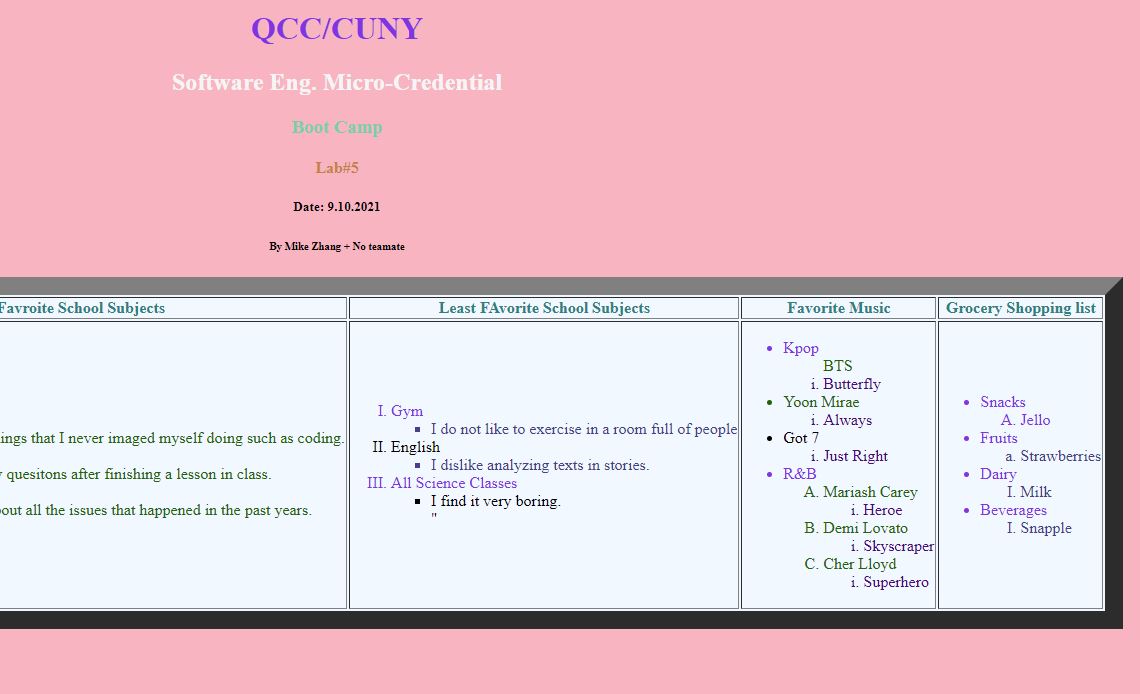 QCC/CUNY
Software Eng. Micro-Credential
Boot Camp
Lab#5
Date: 9.10.2021
By Mike Zhang + No teamate
Favroite School Subjects
Least FAvorite School Subjects
Favorite Music
Grocery Shopping list
ings that I never imaged myself doing such as coding.
y quesitons after finishing a lesson in class.
out all the issues that happened in the past years.
I. Gym
I do not like to exercise in a room full of people
II. English
I dislike analyzing texts in stories.
III. All Science Classes
I find it very boring.
"
Kpop
BTS
i. Butterfly
Yoon Mirae
i. Always
Got 7
i. Just Right
R&B
A. Mariash Carey
i. Heroe
B. Demi Lovato
i. Skyscraper
C. Cher Lloyd
i. Superhero
Snacks
A. Jello
Fruits
a. Strawberries
Dairy
I. Milk
Beverages
I. Snapple